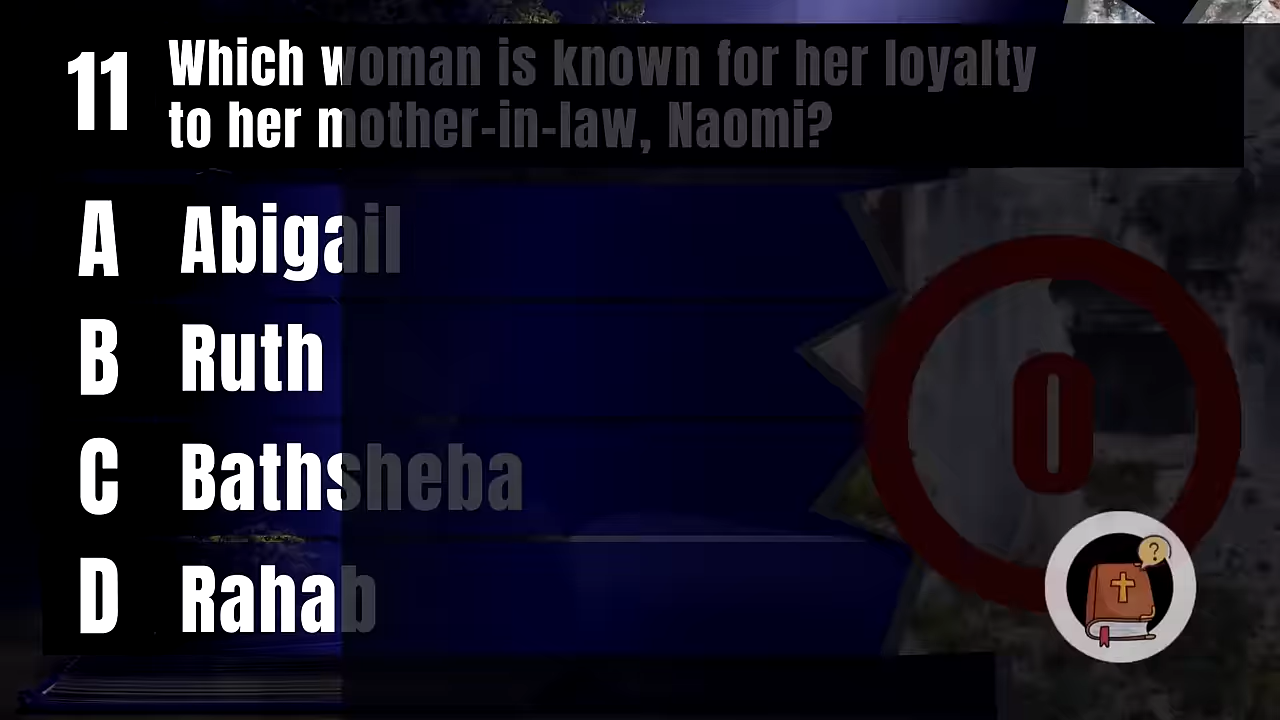 11 Which woman is known for her loyalty
to her mother-in-law, Naomi?
A Abigail
B Ruth
C Bathsheba
D Rahab
0
?